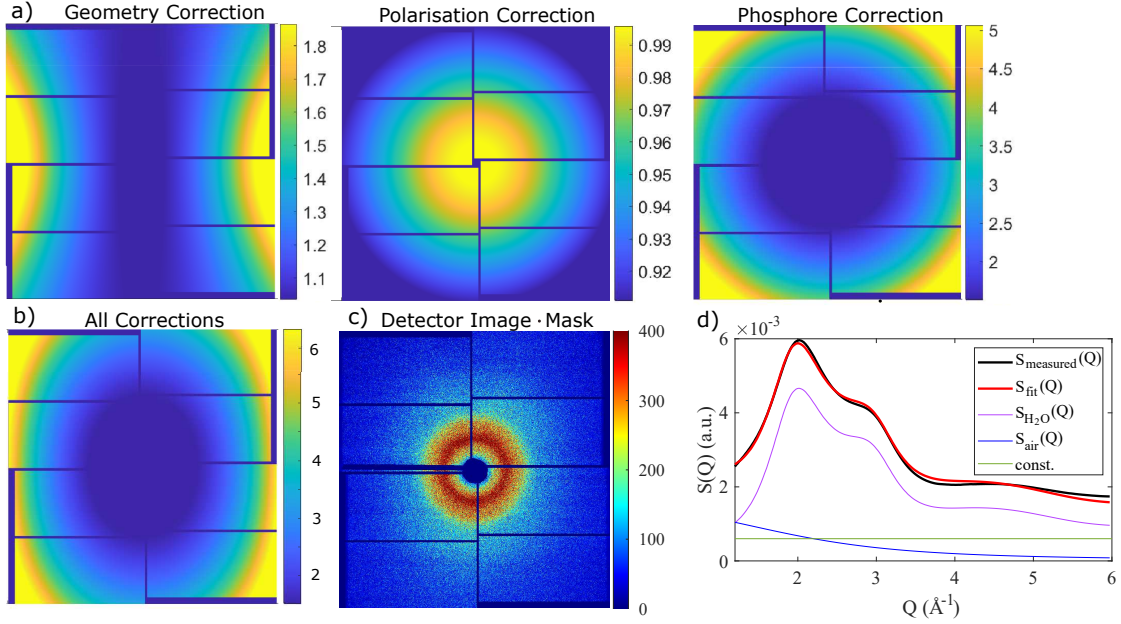 a)
Geometry Correction
1.8
1.7
1.6
1.5
1.4
1.3
1.2
1.1
Polarisation Correction
0.99
0.98
0.97
0.96
0.95
0.94
0.93
0.92
Phosphore Correction
5
4.5
4
3.5
3
2.5
2
b)
All Corrections
6
5
4
3
2
c)
Detector Image · Mask
400
300
200
100
0
d)
×10⁻³
6
4
2
0
S(Q) (a.u.)
2
3
4
5
6
Q (Å⁻¹)
S_measured(Q)
S_fit(Q)
S_H₂O(Q)
S_air(Q)
const.